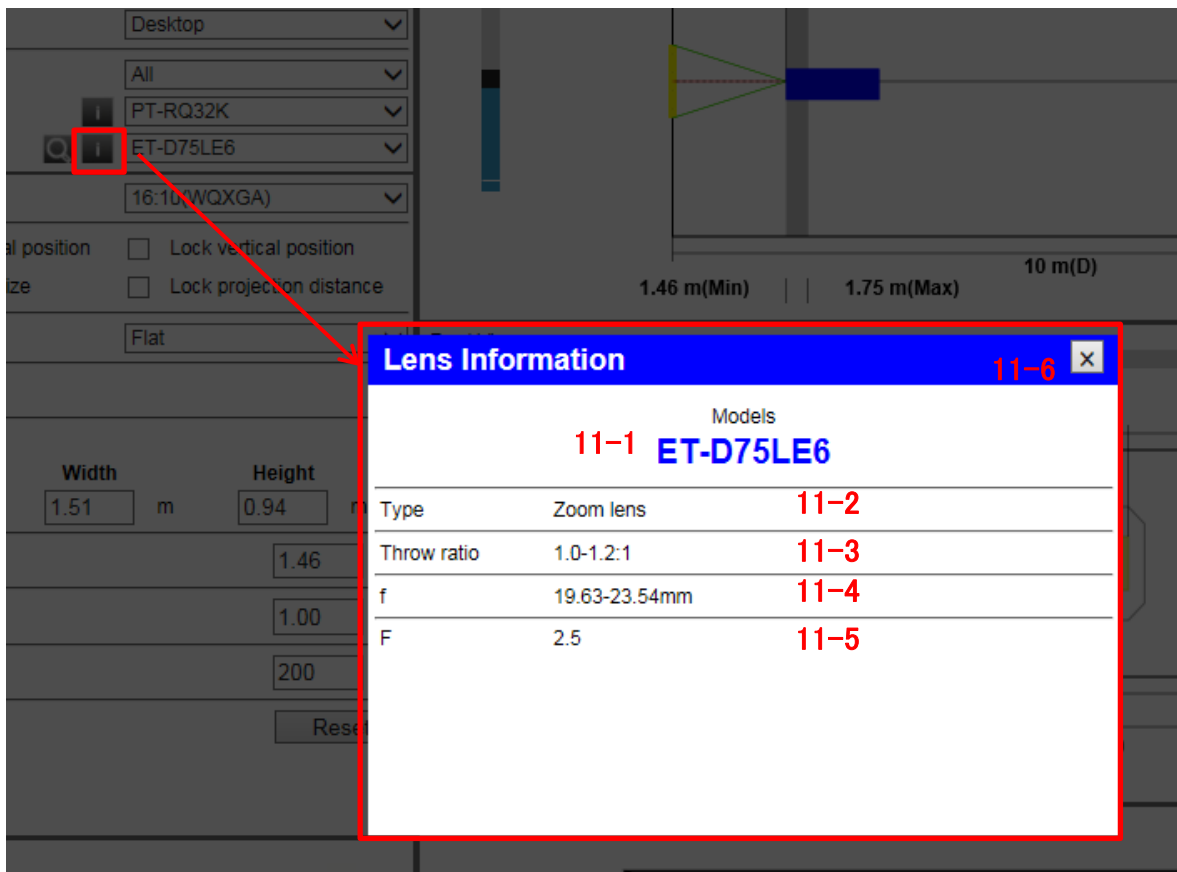 Desktop
All
i PT-RQ32K
i ET-D75LE6
16:10(WQXGA)
al position Lock vertical position
ize Lock projection distance
Flat
Width Height
1.51 m 0.94 m
1.46
1.00
200
Reset
10 m(D)
1.46 m(Min) 1.75 m(Max)
Lens Information 11-6 ×
Models
11-1 ET-D75LE6
Type Zoom lens 11-2
Throw ratio 1.0-1.2:1 11-3
f 19.63-23.54mm 11-4
F 2.5 11-5